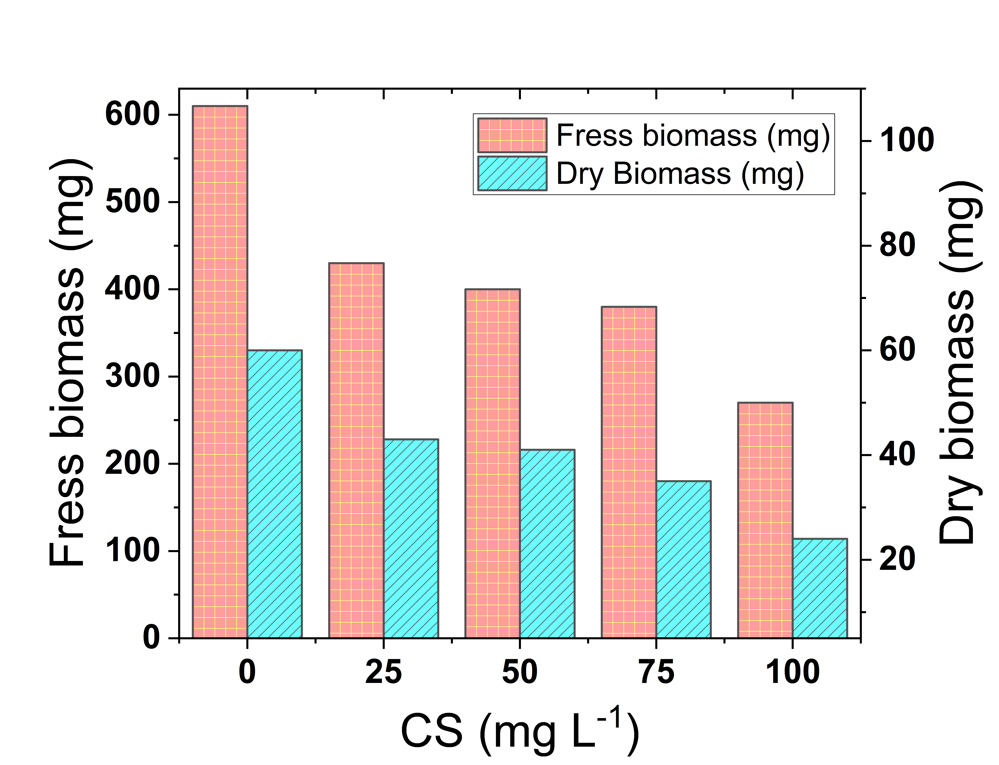 Fress biomass (mg)
600
500
400
300
200
100
0
Fress biomass (mg)
Dry Biomass (mg)
100
80
60
40
20
Dry biomass (mg)
0 25 50 75 100
CS (mg L⁻¹)